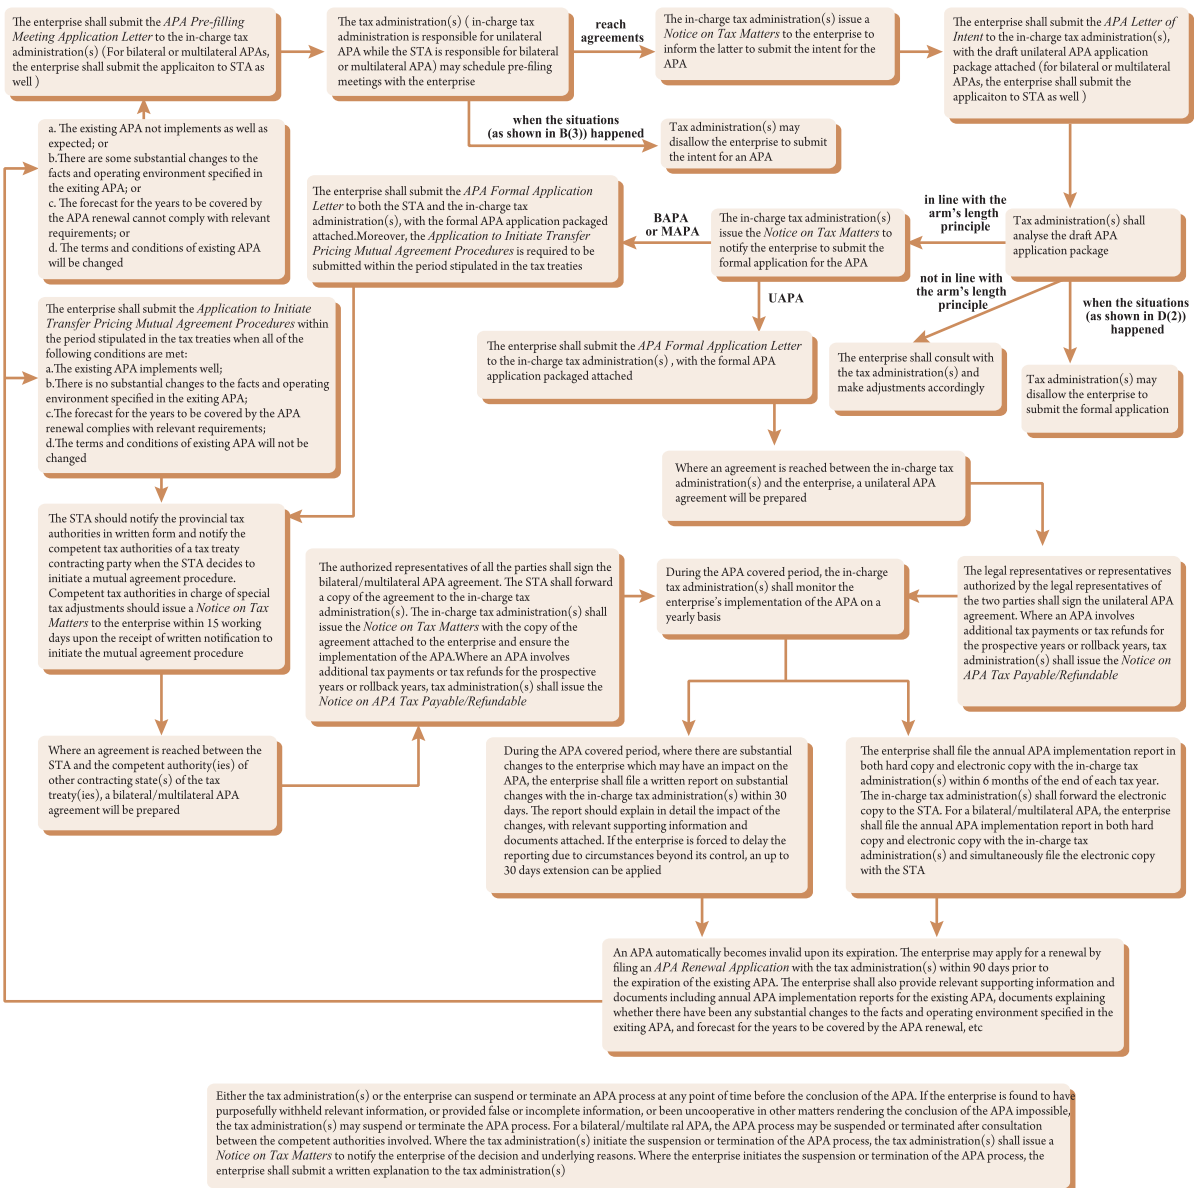 The enterprise shall submit the APA Pre-filling
Meeting Application Letter to the in-charge tax
administration(s) (For bilateral or multilateral APAs,
the enterprise shall submit the applicaiton to STA as
well )
The tax administration(s) ( in-charge tax
administration is responsible for unilateral
APA while the STA is responsible for bilateral
or multilateral APA) may schedule pre-filing
meetings with the enterprise
reach
agreements
The in-charge tax administration(s) issue a
Notice on Tax Matters to the enterprise to
inform the latter to submit the intent for the
APA
The enterprise shall submit the APA Letter of
Intent to the in-charge tax administration(s),
with the draft unilateral APA application
package attached (for bilateral or multilateral
APAs, the enterprise shall submit the
applicaiton to STA as well )
when the situations
(as shown in B(3)) happened
Tax administration(s) may
disallow the enterprise to submit
the intent for an APA
a. The existing APA not implements as well as
expected; or
b.There are some substantial changes to the
facts and operating environment specified in
the exiting APA; or
c. The forecast for the years to be covered by
the APA renewal cannot comply with relevant
requirements; or
d. The terms and conditions of existing APA
will be changed
The enterprise shall submit the APA Formal Application
Letter to both the STA and the in-charge tax
administration(s), with the formal APA application packaged
attached.Moreover, the Application to Initiate Transfer
Pricing Mutual Agreement Procedures is required to be
submitted within the period stipulated in the tax treaties
BAPA
or MAPA
The in-charge tax administration(s)
issue the Notice on Tax Matters to
notify the enterprise to submit the
formal application for the APA
in line with the
arm's length
principle
Tax administration(s) shall
analyse the draft APA
application package
not in line with
the arm's length
principle
when the situations
(as shown in D(2))
happened
UAPA
The enterprise shall submit the Application to Initiate
Transfer Pricing Mutual Agreement Procedures within
the period stipulated in the tax treaties when all of the
following conditions are met:
a.The existing APA implements well;
b.There is no substantial changes to the facts and operating
environment specified in the exiting APA;
c.The forecast for the years to be covered by the APA
renewal complies with relevant requirements;
d.The terms and conditions of existing APA will not be
changed
The enterprise shall submit the APA Formal Application Letter
to the in-charge tax administration(s) , with the formal APA
application packaged attached
The enterprise shall consult with
the tax administration(s) and
make adjustments accordingly
Tax administration(s) may
disallow the enterprise to
submit the formal application
Where an agreement is reached between the in-charge tax
administration(s) and the enterprise, a unilateral APA
agreement will be prepared
The STA should notify the provincial tax
authorities in written form and notify the
competent tax authorities of a tax treaty
contracting party when the STA decides to
initiate a mutual agreement procedure.
Competent tax authorities in charge of special
tax adjustments should issue a Notice on Tax
Matters to the enterprise within 15 working
days upon the receipt of written notification to
initiate the mutual agreement procedure
The authorized representatives of all the parties shall sign the
bilateral/multilateral APA agreement. The STA shall forward
a copy of the agreement to the in-charge tax
administration(s). The in-charge tax administration(s) shall
issue the Notice on Tax Matters with the copy of the
agreement attached to the enterprise and ensure the
implementation of the APA.Where an APA involves
additional tax payments or tax refunds for the prospective
years or rollback years, tax administration(s) shall issue the
Notice on APA Tax Payable/Refundable
During the APA covered period, the in-charge
tax administration(s) shall monitor the
enterprise's implementation of the APA on a
yearly basis
The legal representatives or representatives
authorized by the legal representatives of
the two parties shall sign the unilateral APA
agreement. Where an APA involves
additional tax payments or tax refunds for
the prospective years or rollback years, tax
administration(s) shall issue the Notice on
APA Tax Payable/Refundable
Where an agreement is reached between the
STA and the competent authority(ies) of
other contracting state(s) of the tax
treaty(ies), a bilateral/multilateral APA
agreement will be prepared
During the APA covered period, where there are substantial
changes to the enterprise which may have an impact on the
APA, the enterprise shall file a written report on substantial
changes with the in-charge tax administration(s) within 30
days. The report should explain in detail the impact of the
changes, with relevant supporting information and
documents attached. If the enterprise is forced to delay the
reporting due to circumstances beyond its control, an up to
30 days extension can be applied
The enterprise shall file the annual APA implementation report in
both hard copy and electronic copy with the in-charge tax
administration(s) within 6 months of the end of each tax year.
The in-charge tax administration(s) shall forward the electronic
copy to the STA. For a bilateral/multilateral APA, the enterprise
shall file the annual APA implementation report in both hard
copy and electronic copy with the in-charge tax
administration(s) and simultaneously file the electronic copy
with the STA
An APA automatically becomes invalid upon its expiration. The enterprise may apply for a renewal by
filing an APA Renewal Application with the tax administration(s) within 90 days prior to
the expiration of the existing APA. The enterprise shall also provide relevant supporting information and
documents including annual APA implementation reports for the existing APA, documents explaining
whether there have been any substantial changes to the facts and operating environment specified in the
exiting APA, and forecast for the years to be covered by the APA renewal, etc
Either the tax administration(s) or the enterprise can suspend or terminate an APA process at any point of time before the conclusion of the APA. If the enterprise is found to have
purposefully withheld relevant information, or provided false or incomplete information, or been uncooperative in other matters rendering the conclusion of the APA impossible,
the tax administration(s) may suspend or terminate the APA process. For a bilateral/multilate ral APA, the APA process may be suspended or terminated after consultation
between the competent authorities involved. Where the tax administration(s) initiate the suspension or termination of the APA process, the tax administration(s) shall issue a
Notice on Tax Matters to notify the enterprise of the decision and underlying reasons. Where the enterprise initiates the suspension or termination of the APA process, the
enterprise shall submit a written explanation to the tax administration(s)